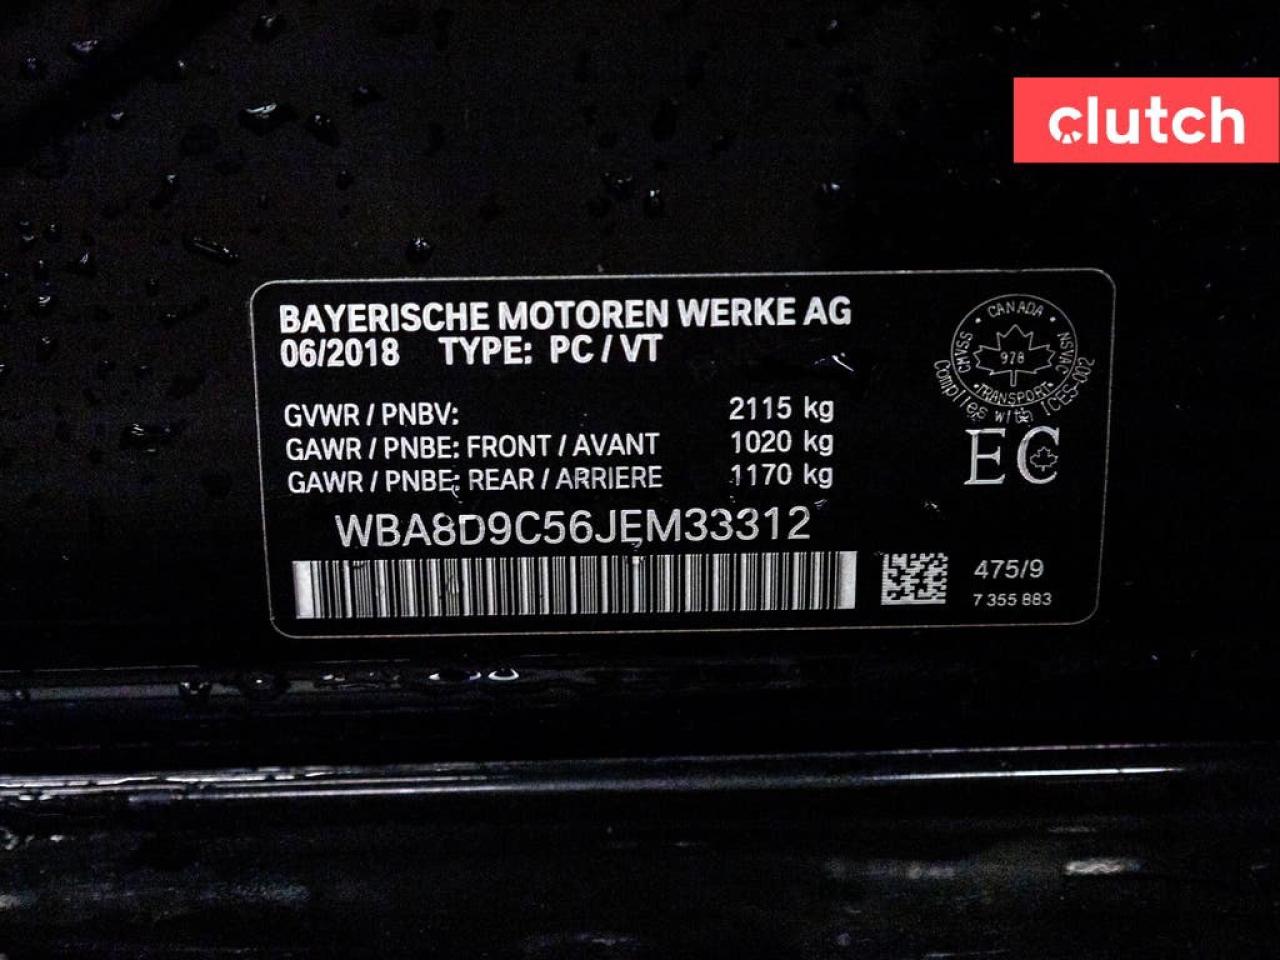 clutch
BAYERISCHE MOTOREN WERKE AG
06/2018 TYPE: PC / VT
GVWR / PNBV: 2115 kg
GAWR / PNBE: FRONT / AVANT 1020 kg
GAWR / PNBE: REAR / ARRIERE 1170 kg
WBA8D9C56JEM33312
CANADA
CMVSS
NSVAC
978
TRANSPORT
Complies with ICES-002
EC
475/9
7 355 883